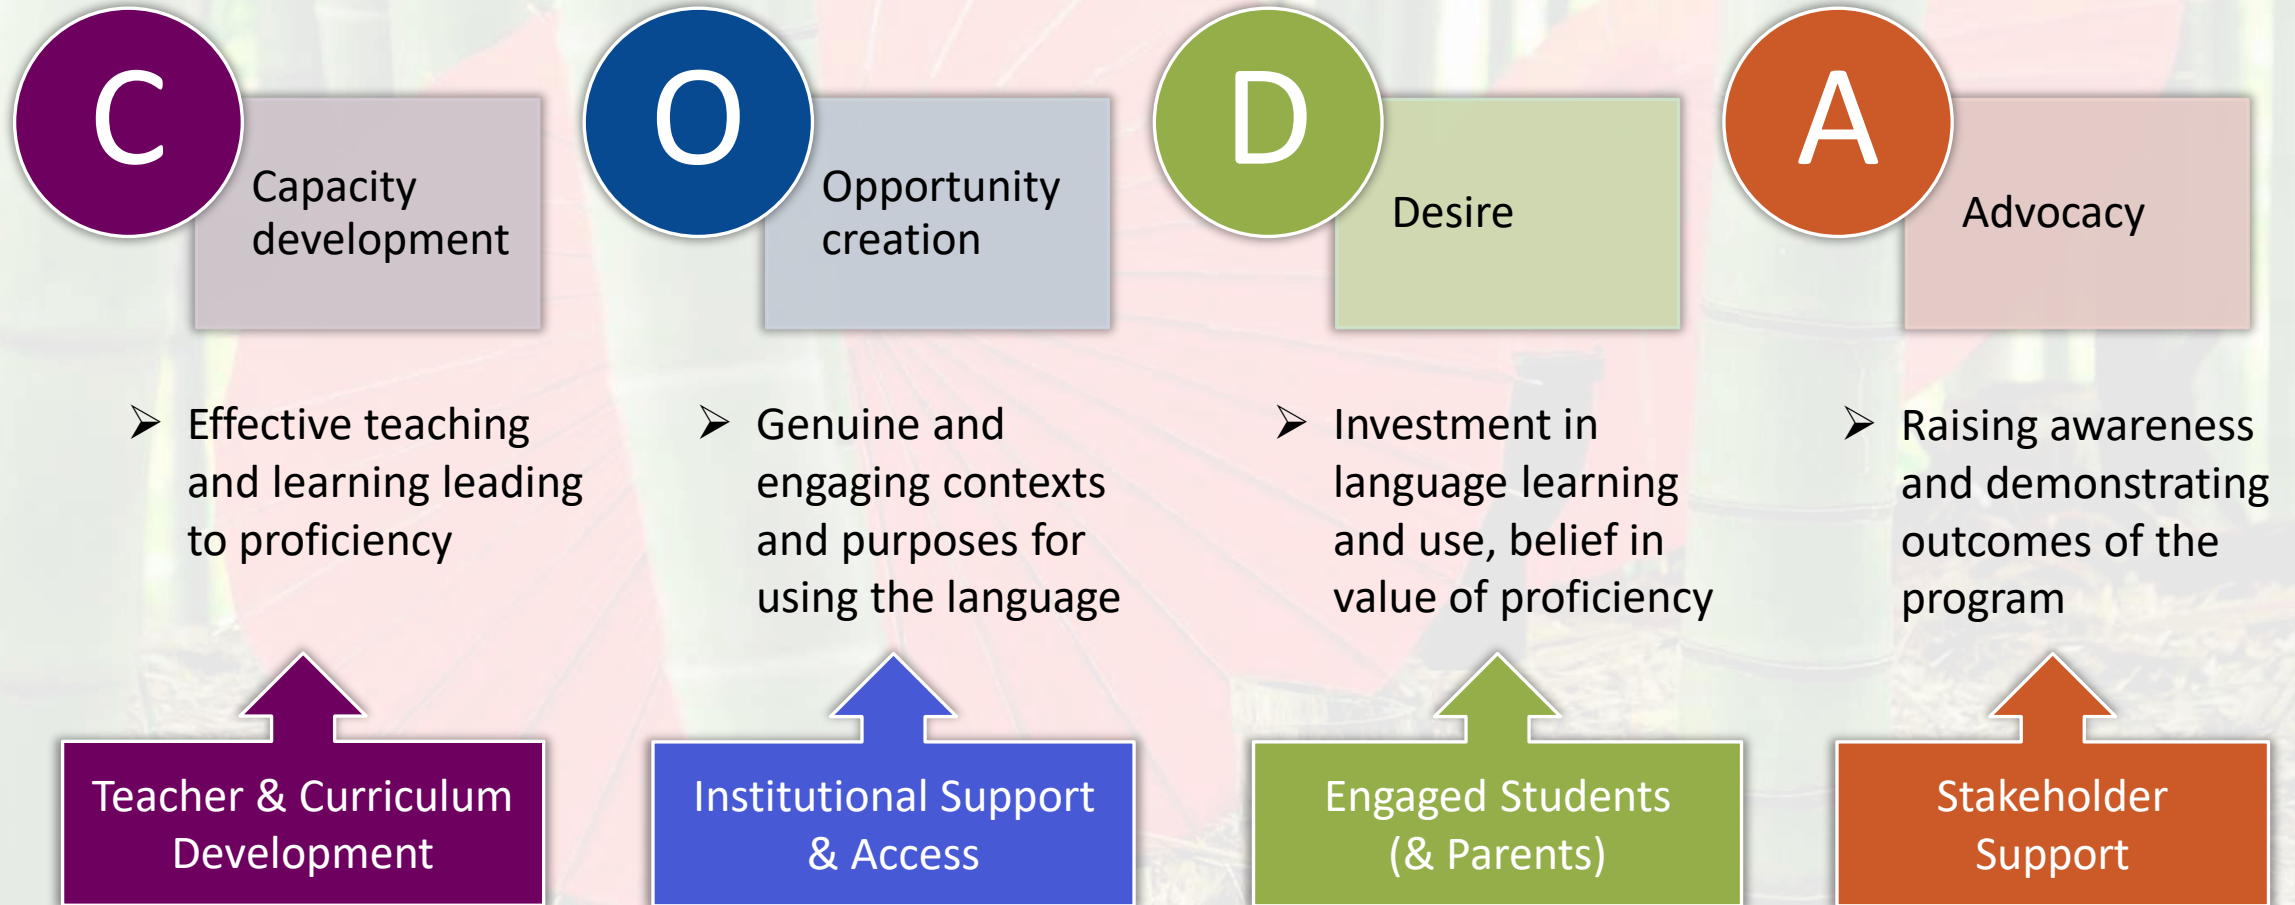 C
Capacity
development
➢ Effective teaching
and learning leading
to proficiency
Teacher & Curriculum
Development
O
Opportunity
creation
➢ Genuine and
engaging contexts
and purposes for
using the language
Institutional Support
& Access
D
Desire
➢ Investment in
language learning
and use, belief in
value of proficiency
Engaged Students
(& Parents)
A
Advocacy
➢ Raising awareness
and demonstrating
outcomes of the
program
Stakeholder
Support